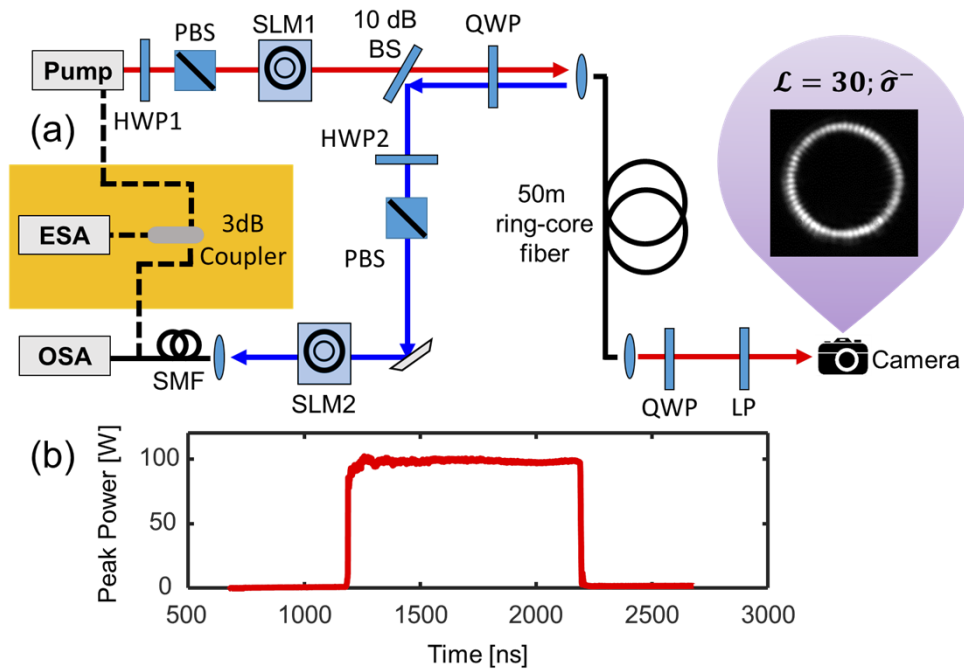 (a)
Pump
HWP1
PBS
SLM1
10 dB
BS
QWP
HWP2
PBS
ESA
3dB
Coupler
OSA
SMF
SLM2
50m
ring-core
fiber
QWP
LP
Camera
𝓛 = 30; σ̂⁻
(b)
Peak Power [W]
100
50
0
500
1000
1500
2000
2500
3000
Time [ns]